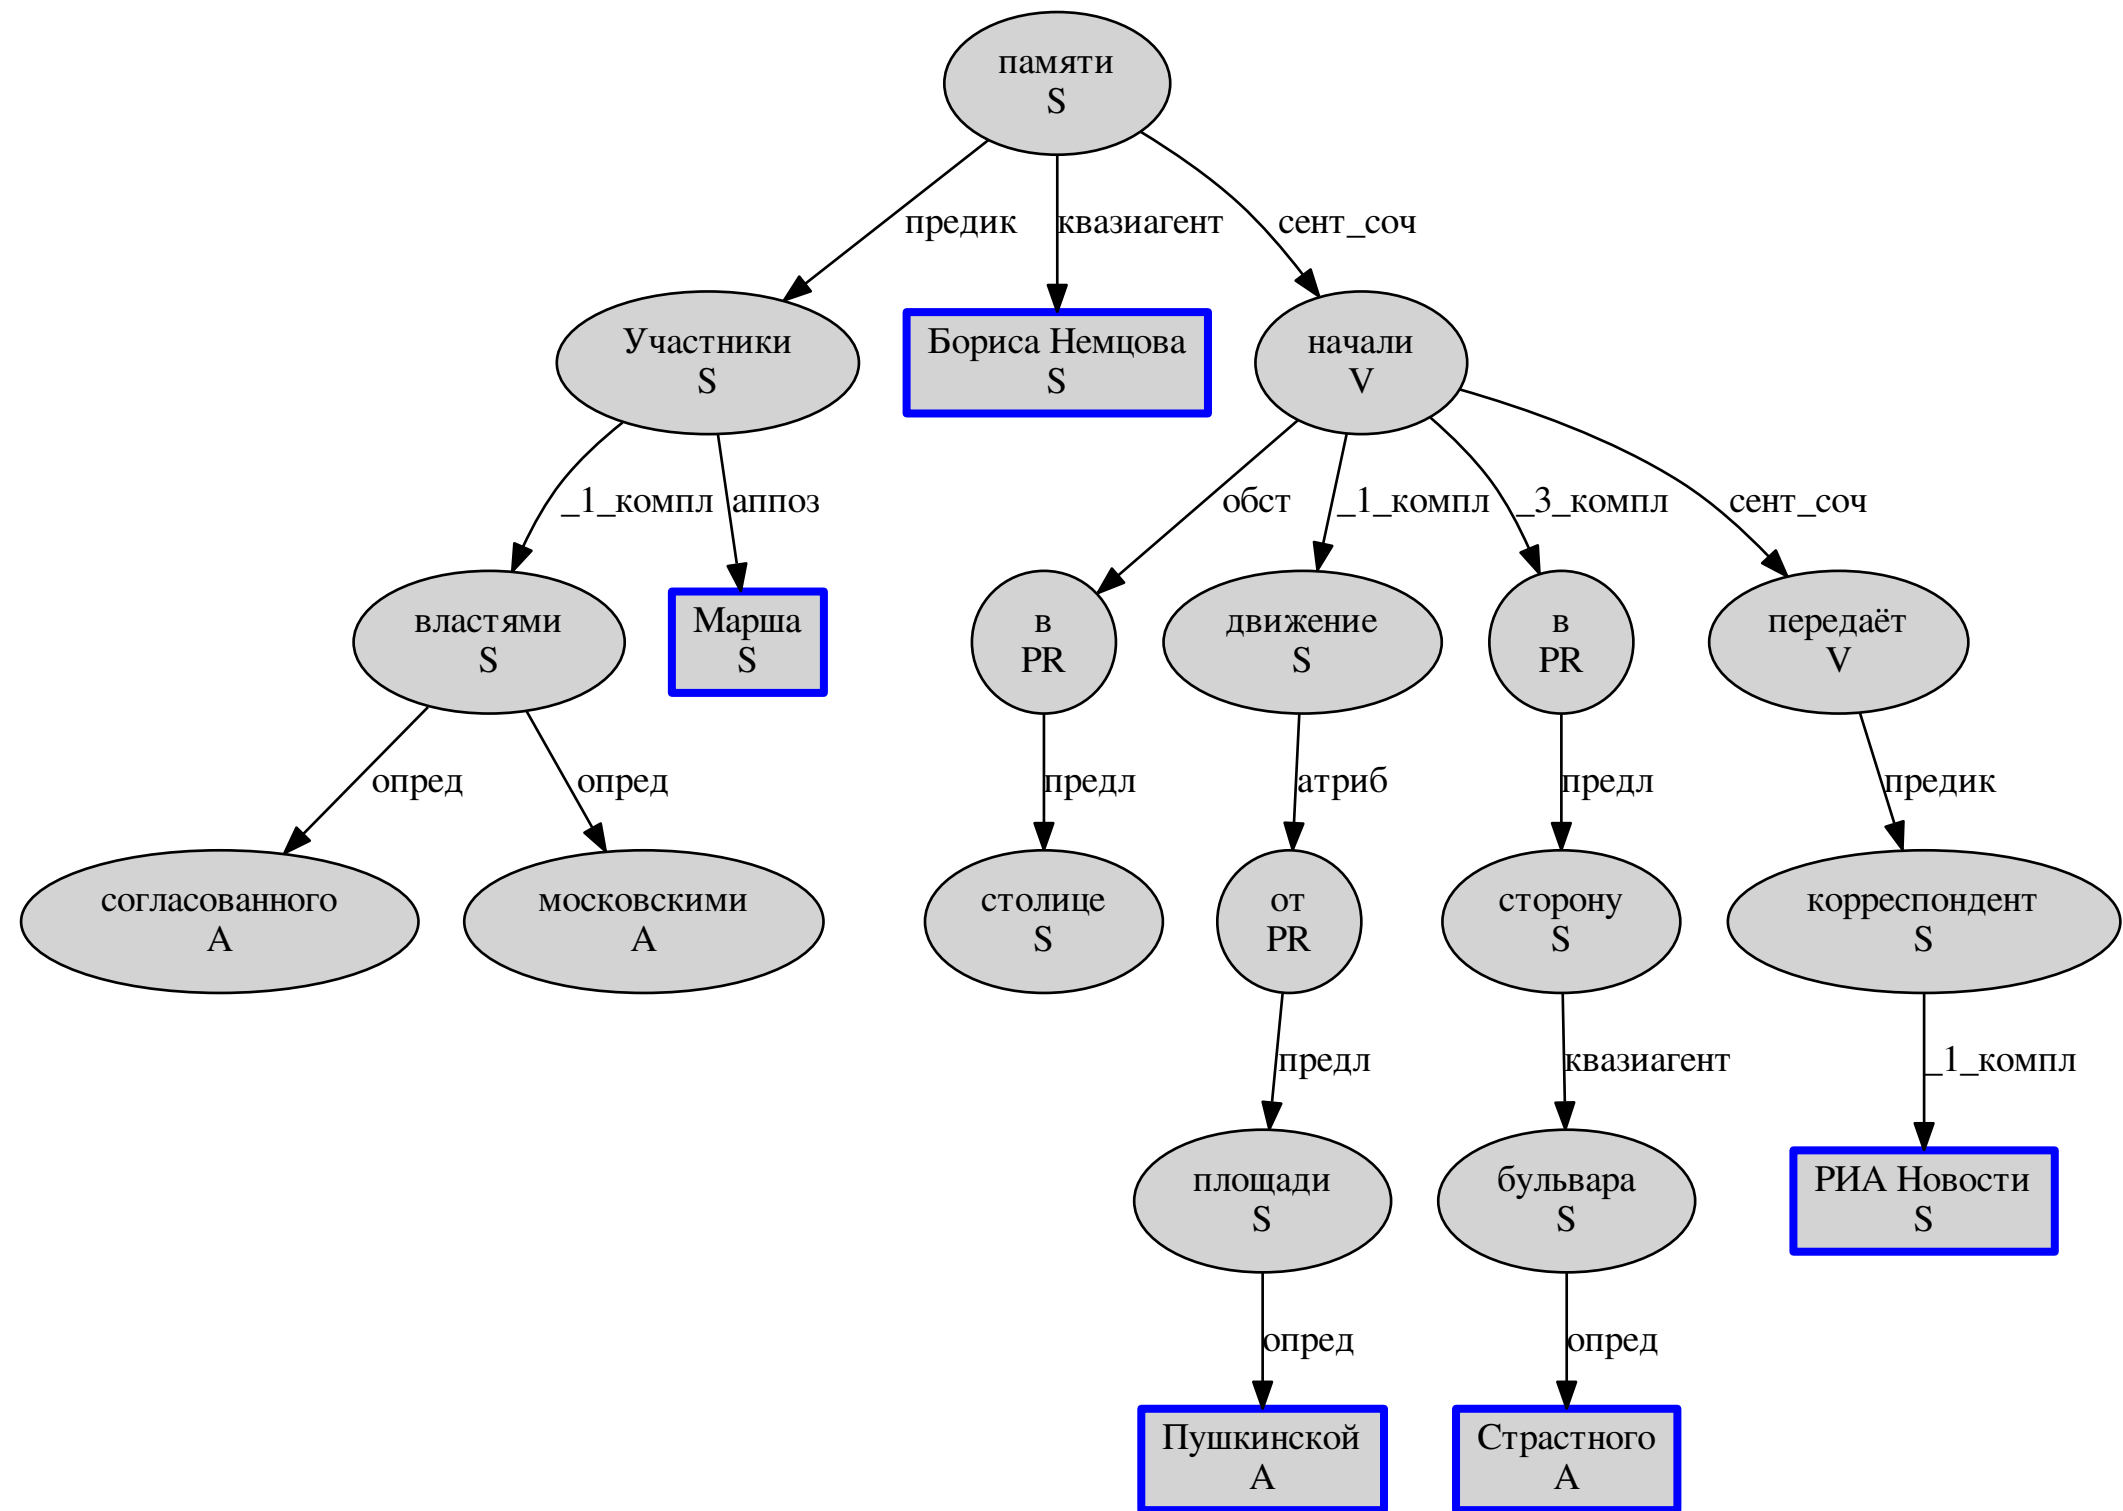 памяти
S
предик
квазиагент
сент_соч
Участники
S
Бориса Немцова
S
начали
V
_1_компл
аппоз
обст
_1_компл
_3_компл
сент_соч
властями
S
Марша
S
в
PR
движение
S
в
PR
передаёт
V
опред
опред
предл
атриб
предл
предик
согласованного
A
московскими
A
столице
S
от
PR
сторону
S
корреспондент
S
предл
квазиагент
_1_компл
площади
S
бульвара
S
РИА Новости
S
опред
опред
Пушкинской
A
Страстного
A